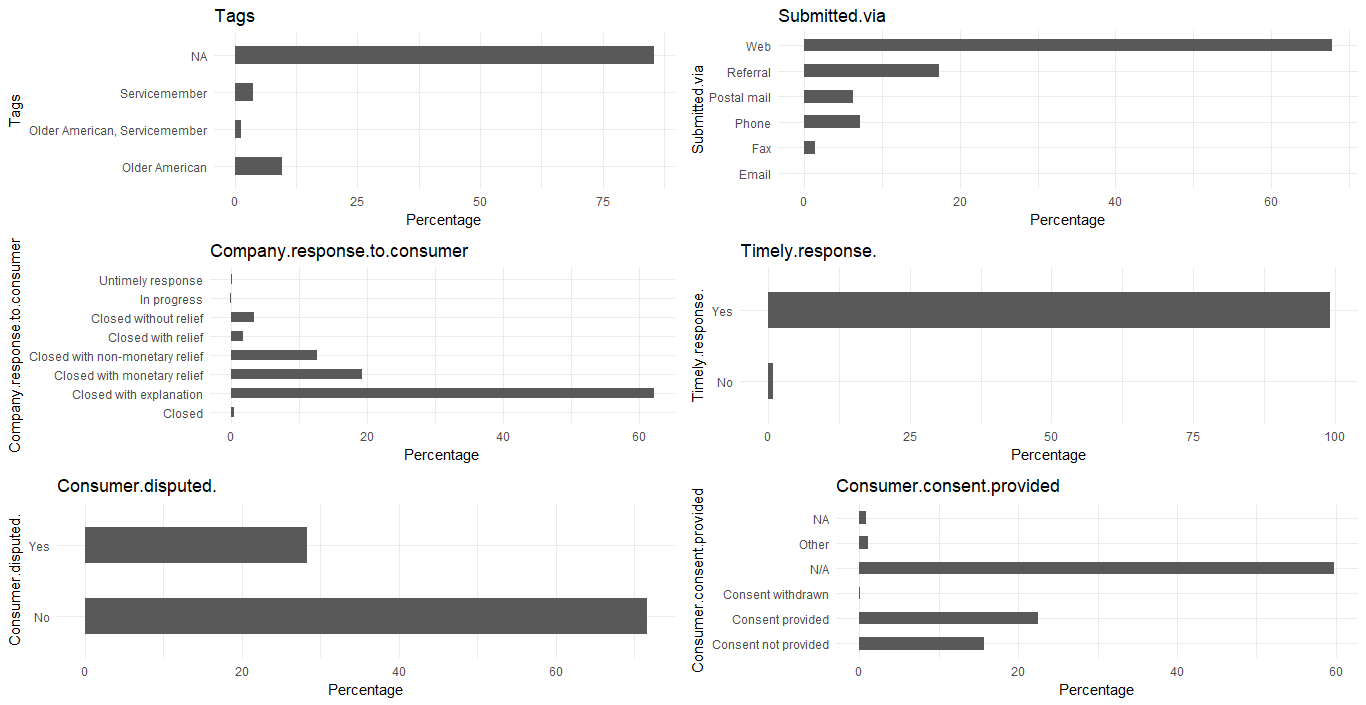 Tags
Tags
NA
Servicemember
Older American, Servicemember
Older American
0 25 50 75
Percentage
Submitted.via
Submitted.via
Web
Referral
Postal mail
Phone
Fax
Email
0 20 40 60
Percentage
Company.response.to.consumer
Company.response.to.consumer
Untimely response
In progress
Closed without relief
Closed with relief
Closed with non-monetary relief
Closed with monetary relief
Closed with explanation
Closed
0 20 40 60
Percentage
Timely.response.
Timely.response.
Yes
No
0 25 50 75 100
Percentage
Consumer.disputed.
Consumer.disputed.
Yes
No
0 20 40 60
Percentage
Consumer.consent.provided
Consumer.consent.provided
NA
Other
N/A
Consent withdrawn
Consent provided
Consent not provided
0 20 40 60
Percentage